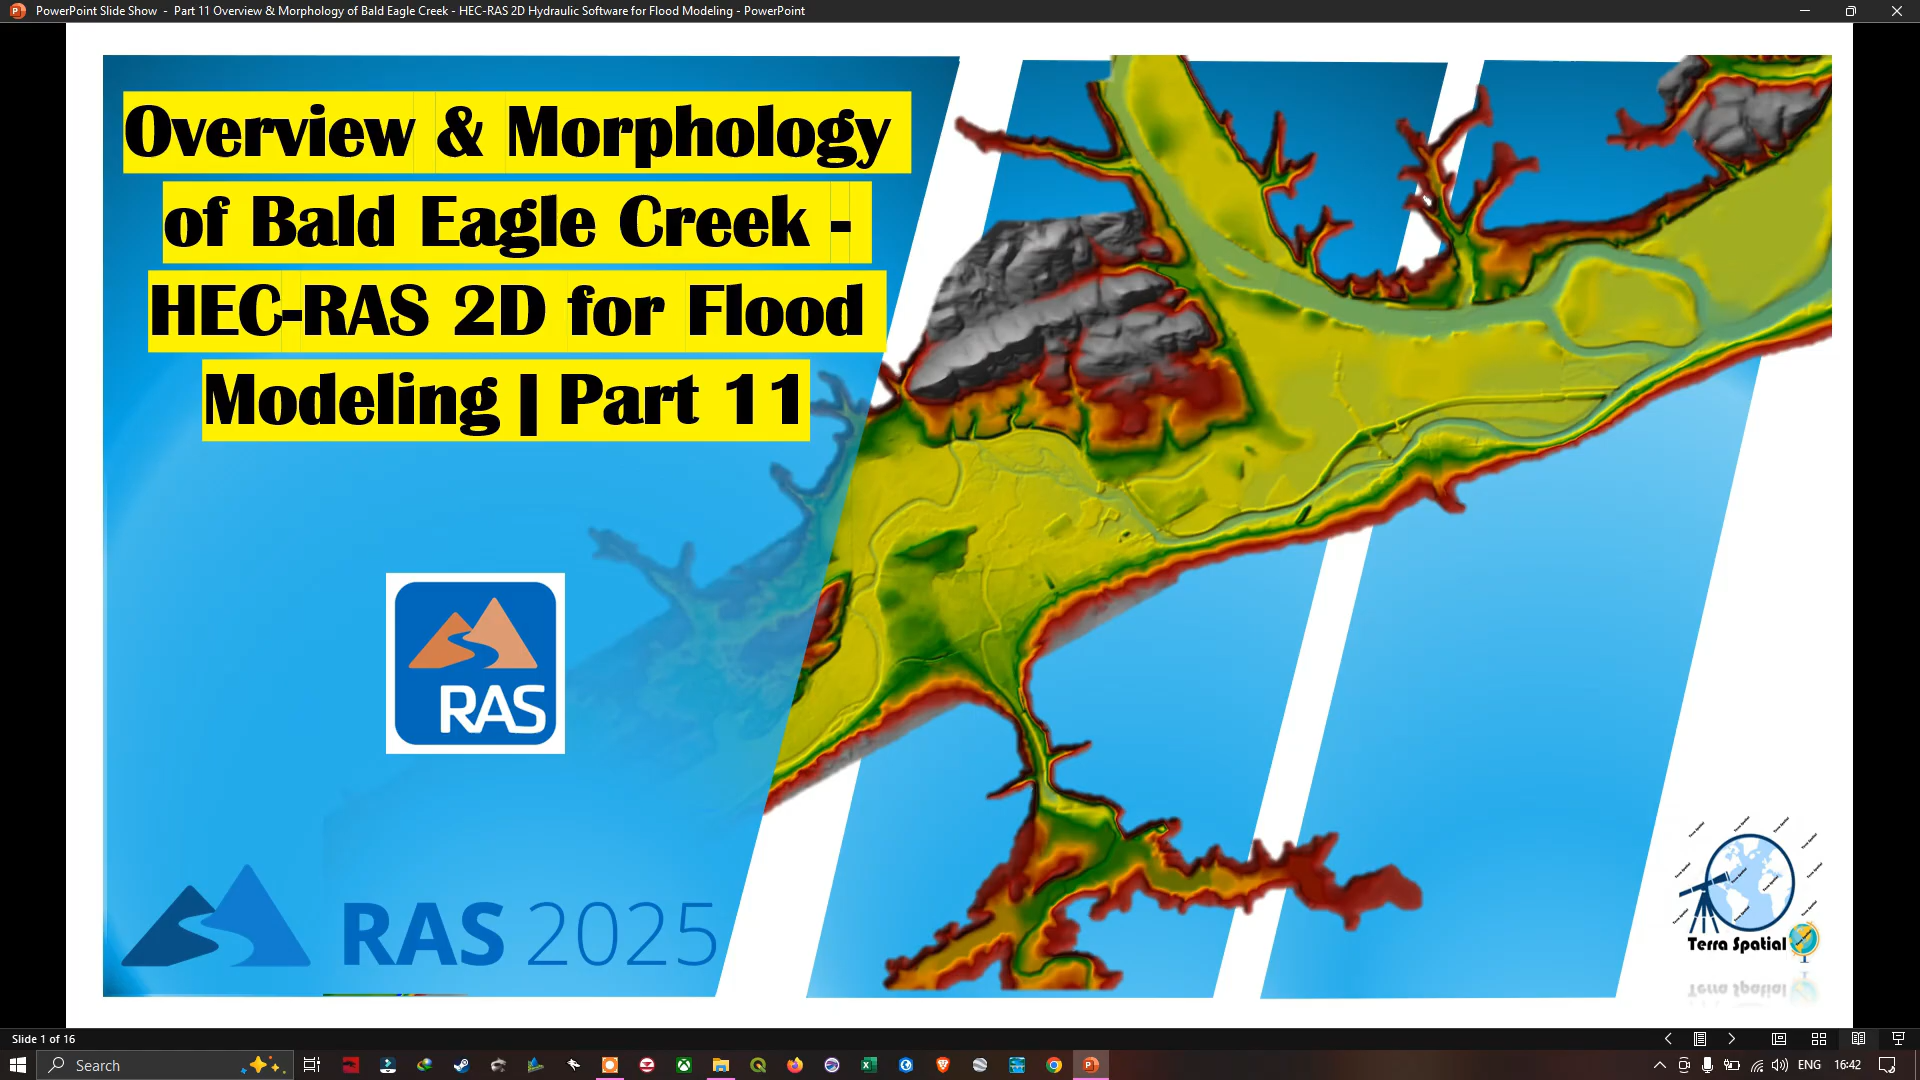 PowerPoint Slide Show - Part 11 Overview & Morphology of Bald Eagle Creek - HEC-RAS 2D Hydraulic Software for Flood Modeling - PowerPoint
Overview & Morphology
of Bald Eagle Creek -
HEC-RAS 2D for Flood
Modeling | Part 11
RAS
RAS 2025
Terra Spatial
Slide 1 of 16
Search
ENG
16:42